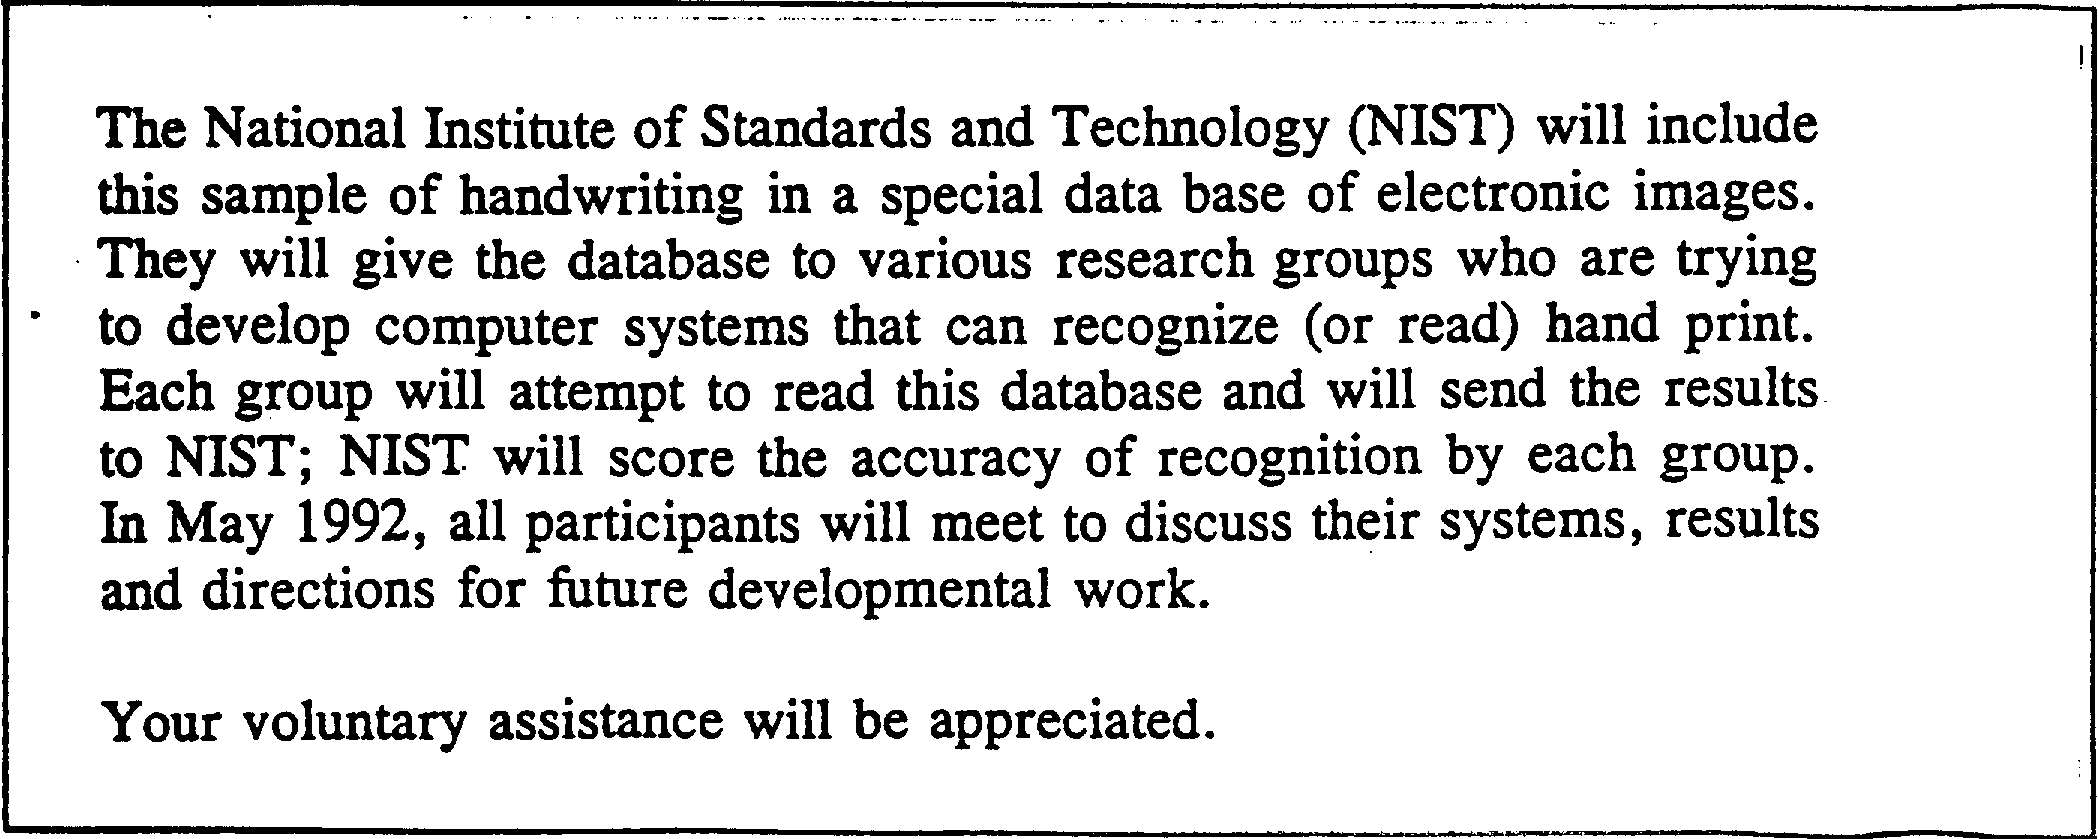 The National Institute of Standards and Technology (NIST) will include
this sample of handwriting in a special data base of electronic images.
They will give the database to various research groups who are trying
to develop computer systems that can recognize (or read) hand print.
Each group will attempt to read this database and will send the results
to NIST; NIST will score the accuracy of recognition by each group.
In May 1992, all participants will meet to discuss their systems, results
and directions for future developmental work.
Your voluntary assistance will be appreciated.